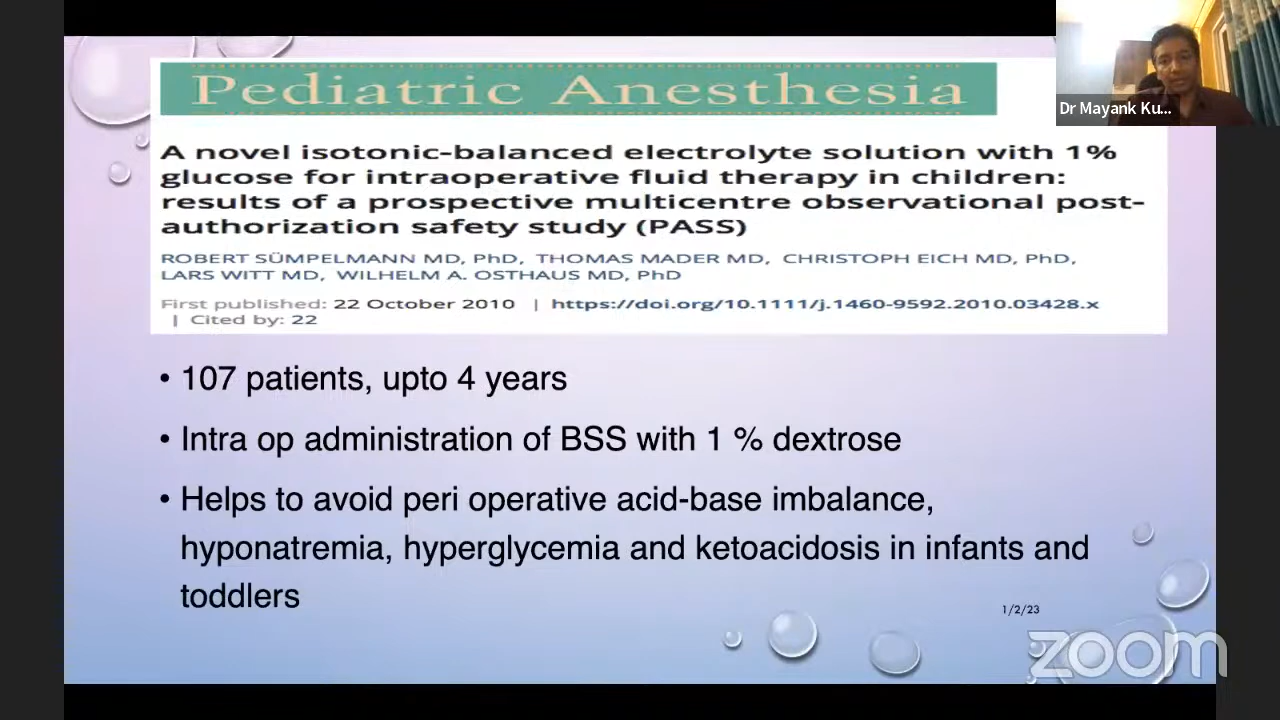 Pediatric Anesthesia
A novel isotonic-balanced electrolyte solution with 1%
glucose for intraoperative fluid therapy in children:
results of a prospective multicentre observational post-
authorization safety study (PASS)
ROBERT SÜMPELMANN MD, PhD, THOMAS MADER MD, CHRISTOPH EICH MD, PhD,
LARS WITT MD, WILHELM A. OSTHAUS MD, PhD
First published: 22 October 2010 | https://doi.org/10.1111/j.1460-9592.2010.03428.x
| Cited by: 22
Dr Mayank Ku...
• 107 patients, upto 4 years
• Intra op administration of BSS with 1 % dextrose
• Helps to avoid peri operative acid-base imbalance,
hyponatremia, hyperglycemia and ketoacidosis in infants and
toddlers
1/2/23
zoom